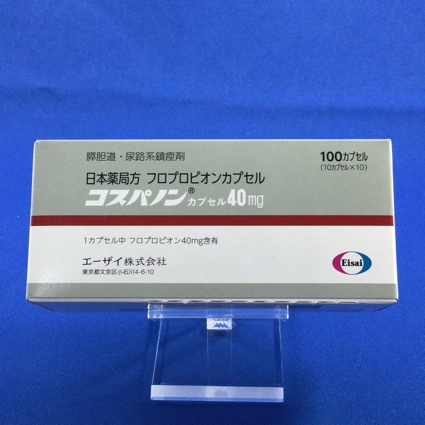 膵胆道・尿路系鎮痙剤
日本薬局方 フロプロピオンカプセル
コスパノン®カプセル40mg
100カプセル
(10カプセル×10)
1カプセル中 フロプロピオン40mg含有
エーザイ株式会社
東京都文京区小石川4-6-10
Eisai